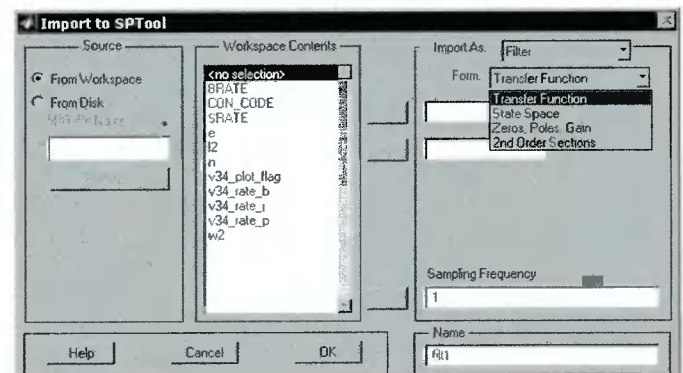 Import to SPTool
Source
From Workspace
From Disk
Workspace Contents
<no selection>
BRATE
CON_CODE
SRATE
e
l2
n
v34_plot_flag
v34_rate_b
v34_rate_i
v34_rate_p
w2
Import As: Filter
Form: Transfer Function
Transfer Function
State Space
Zeros, Poles, Gain
2nd Order Sections
Sampling Frequency
1
Name
filt1
Help
Cancel
OK